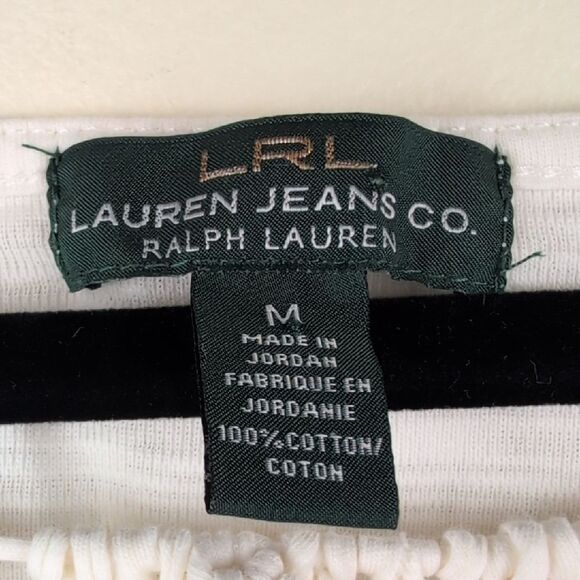 LRL
LAUREN JEANS CO.
RALPH LAUREN
M
MADE IN
JORDAN
FABRIQUE EN
JORDANIE
100% COTTON/
COTON